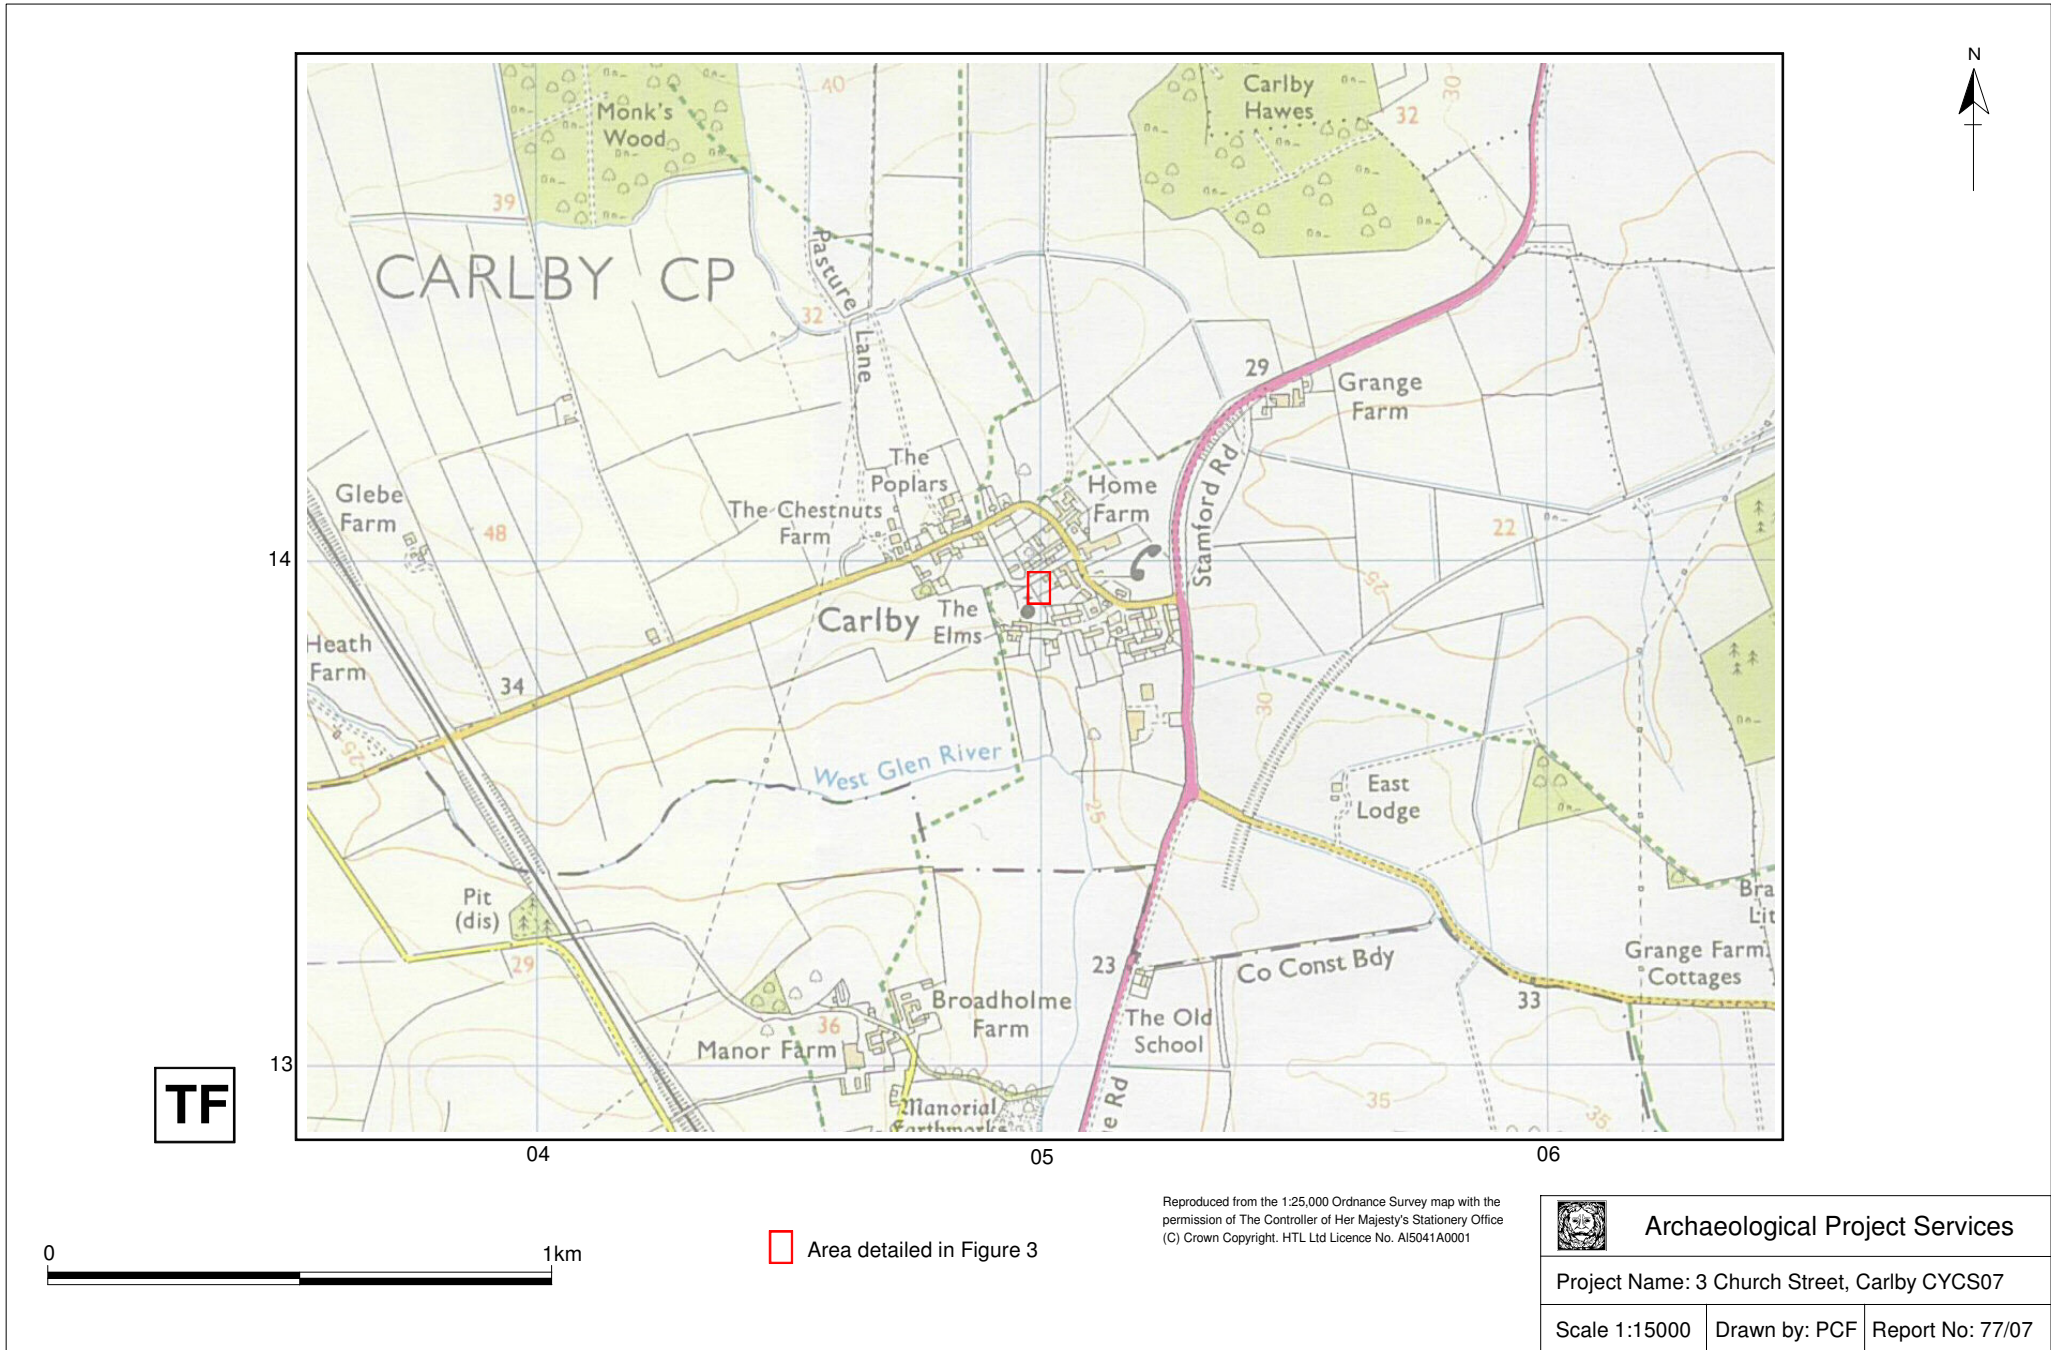 N
Monk's
Wood
Carlby
Hawes
40
30
32
39
CARLBY CP
Pasture
Lane
32
29
Grange
Farm
The
Poplars
Home
Farm
Stamford Rd
Glebe
Farm
The Chestnuts
Farm
48
22
14
25
Carlby
The
Elms
Heath
Farm
34
30
25
West Glen River
East
Lodge
25
Pit
(dis)
Bra
Lit
29
23
Co Const Bdy
Grange Farm
Cottages
33
Broadholme
Farm
36
Manor Farm
The Old
School
13
TF
Manorial
Earthworks
e Rd
35
35
04
05
06
0
1km
Area detailed in Figure 3
Reproduced from the 1:25,000 Ordnance Survey map with the
permission of The Controller of Her Majesty's Stationery Office
(C) Crown Copyright. HTL Ltd Licence No. AI5041A0001
Archaeological Project Services
Project Name: 3 Church Street, Carlby CYCS07
Scale 1:15000
Drawn by: PCF
Report No: 77/07